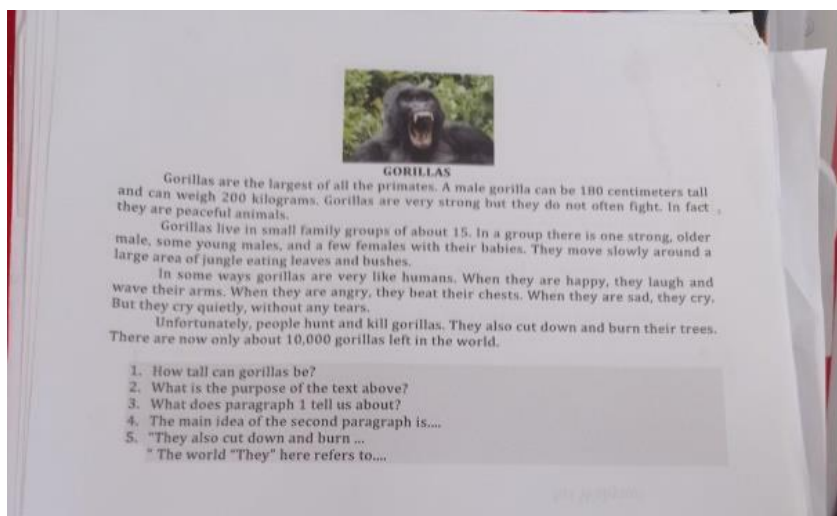 GORILLAS
Gorillas are the largest of all the primates. A male gorilla can be 180 centimeters tall
and can weigh 200 kilograms. Gorillas are very strong but they do not often fight. In fact ,
they are peaceful animals.
Gorillas live in small family groups of about 15. In a group there is one strong, older
male, some young males, and a few females with their babies. They move slowly around a
large area of jungle eating leaves and bushes.
In some ways gorillas are very like humans. When they are happy, they laugh and
wave their arms. When they are angry, they beat their chests. When they are sad, they cry.
But they cry quietly, without any tears.
Unfortunately, people hunt and kill gorillas. They also cut down and burn their trees.
There are now only about 10,000 gorillas left in the world.
1. How tall can gorillas be?
2. What is the purpose of the text above?
3. What does paragraph 1 tell us about?
4. The main idea of the second paragraph is....
5. "They also cut down and burn ...
" The world "They" here refers to....